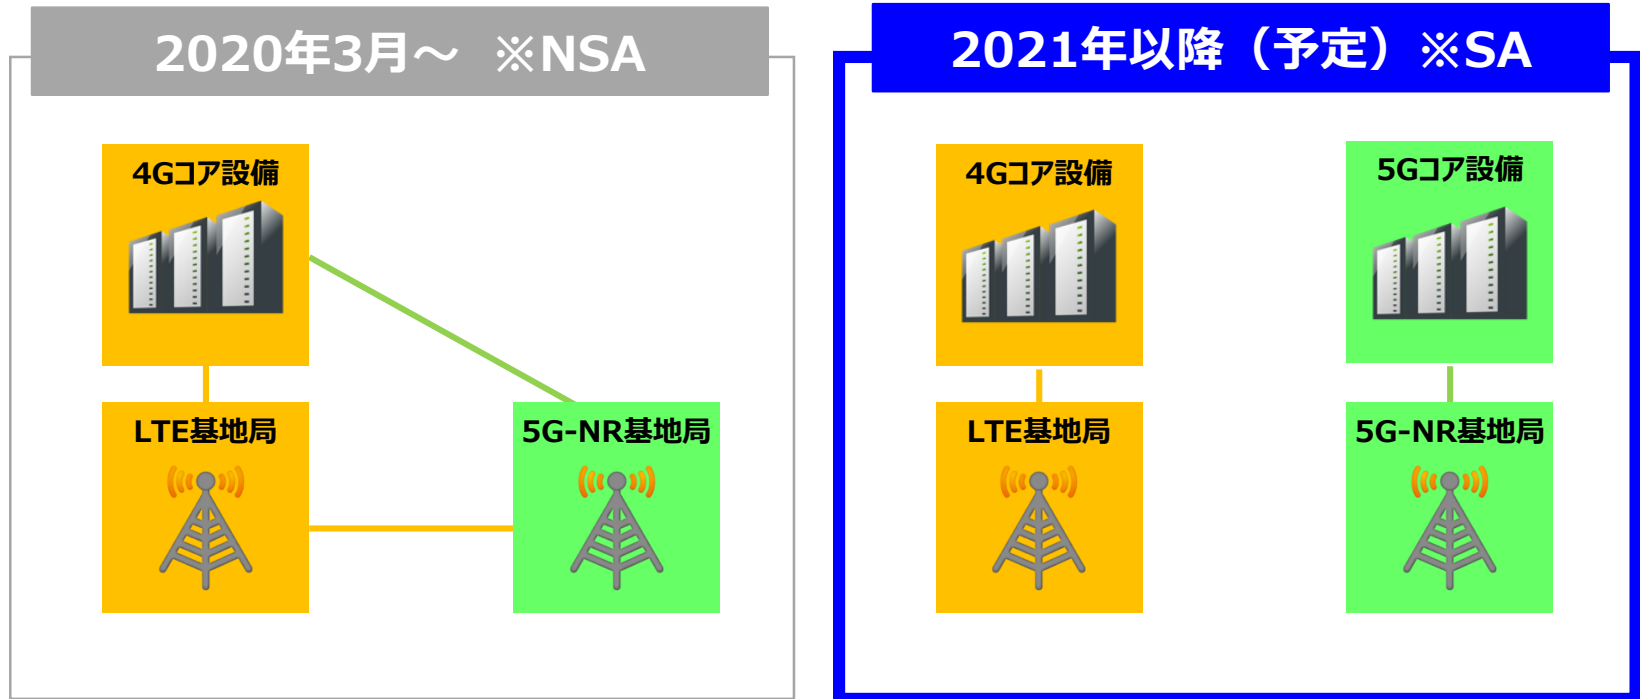 2020年3月～ ※NSA
4Gコア設備
LTE基地局
5G-NR基地局
2021年以降（予定）※SA
4Gコア設備
5Gコア設備
LTE基地局
5G-NR基地局